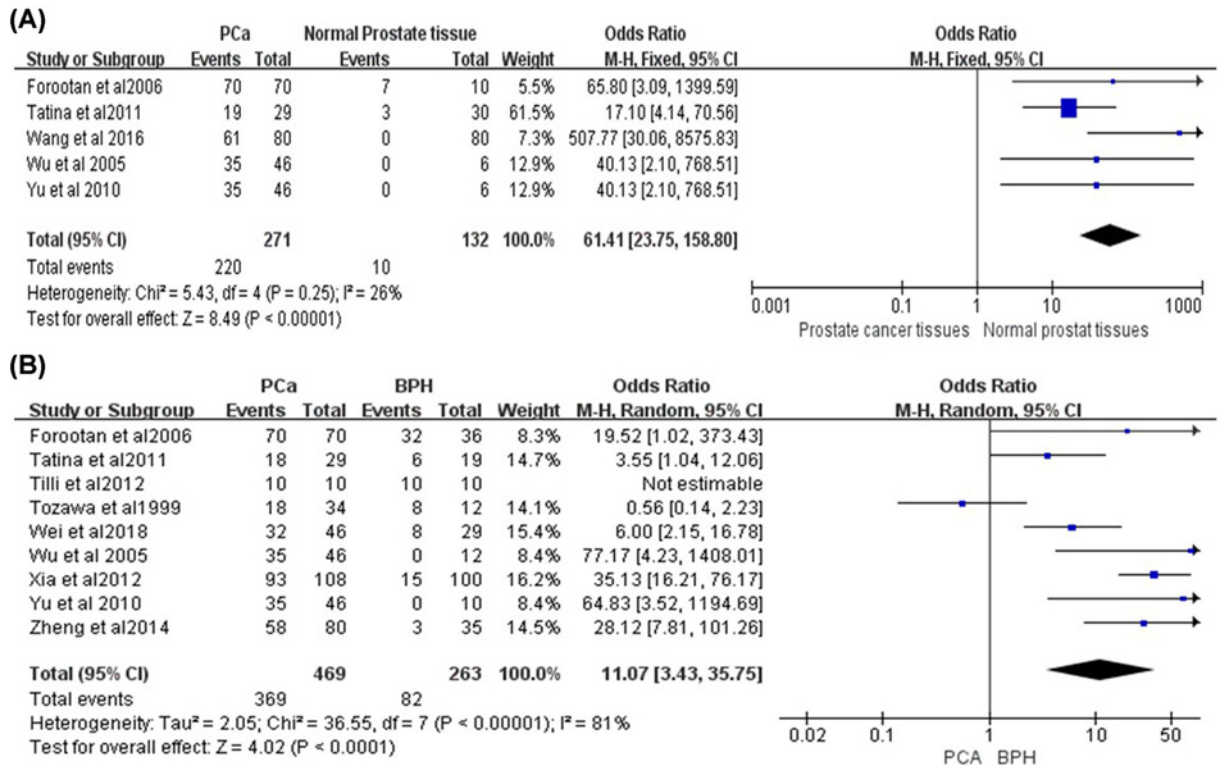 (A)
PCa Normal Prostate tissue Odds Ratio Odds Ratio
Study or Subgroup Events Total Events Total Weight M-H, Fixed, 95% CI M-H, Fixed, 95% CI
Forootan et al2006 70 70 7 10 5.5% 65.80 [3.09, 1399.59]
Tatina et al2011 19 29 3 30 61.5% 17.10 [4.14, 70.56]
Wang et al 2016 61 80 0 80 7.3% 507.77 [30.06, 8575.83]
Wu et al 2005 35 46 0 6 12.9% 40.13 [2.10, 768.51]
Yu et al 2010 35 46 0 6 12.9% 40.13 [2.10, 768.51]
Total (95% CI) 271 132 100.0% 61.41 [23.75, 158.80]
Total events 220 10
Heterogeneity: Chi² = 5.43, df = 4 (P = 0.25); I² = 26%
Test for overall effect: Z = 8.49 (P < 0.00001)
0.001 0.1 1 10 1000
Prostate cancer tissues Normal prostat tissues
(B)
PCa BPH Odds Ratio Odds Ratio
Study or Subgroup Events Total Events Total Weight M-H, Random, 95% CI M-H, Random, 95% CI
Forootan et al2006 70 70 32 36 8.3% 19.52 [1.02, 373.43]
Tatina et al2011 18 29 6 19 14.7% 3.55 [1.04, 12.06]
Tilli et al2012 10 10 10 10 Not estimable
Tozawa et al1999 18 34 8 12 14.1% 0.56 [0.14, 2.23]
Wei et al2018 32 46 8 29 15.4% 6.00 [2.15, 16.78]
Wu et al 2005 35 46 0 12 8.4% 77.17 [4.23, 1408.01]
Xia et al2012 93 108 15 100 16.2% 35.13 [16.21, 76.17]
Yu et al 2010 35 46 0 10 8.4% 64.83 [3.52, 1194.69]
Zheng et al2014 58 80 3 35 14.5% 28.12 [7.81, 101.26]
Total (95% CI) 469 263 100.0% 11.07 [3.43, 35.75]
Total events 369 82
Heterogeneity: Tau² = 2.05; Chi² = 36.55, df = 7 (P < 0.00001); I² = 81%
Test for overall effect: Z = 4.02 (P < 0.0001)
0.02 0.1 1 10 50
PCA BPH